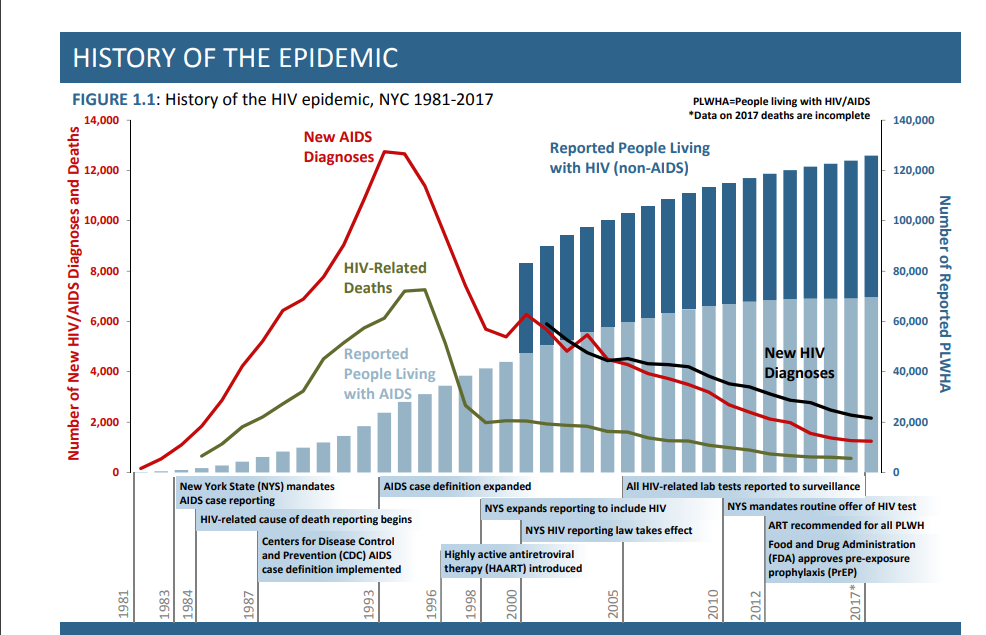 HISTORY OF THE EPIDEMIC
FIGURE 1.1: History of the HIV epidemic, NYC 1981-2017
PLWHA=People living with HIV/AIDS
*Data on 2017 deaths are incomplete
Number of New HIV/AIDS Diagnoses and Deaths
14,000
12,000
10,000
8,000
6,000
4,000
2,000
0
New AIDS
Diagnoses
HIV-Related
Deaths
Reported
People Living
with AIDS
Reported People Living
with HIV (non-AIDS)
New HIV
Diagnoses
140,000
120,000
100,000
80,000
60,000
40,000
20,000
0
Number of Reported PLWHA
New York State (NYS) mandates
AIDS case reporting
HIV-related cause of death reporting begins
Centers for Disease Control
and Prevention (CDC) AIDS
case definition implemented
AIDS case definition expanded
Highly active antiretroviral
therapy (HAART) introduced
NYS expands reporting to include HIV
NYS HIV reporting law takes effect
All HIV-related lab tests reported to surveillance
NYS mandates routine offer of HIV test
ART recommended for all PLWH
Food and Drug Administration
(FDA) approves pre-exposure
prophylaxis (PrEP)
1981
1983
1984
1987
1993
1996
1998
2000
2005
2010
2012
2017*